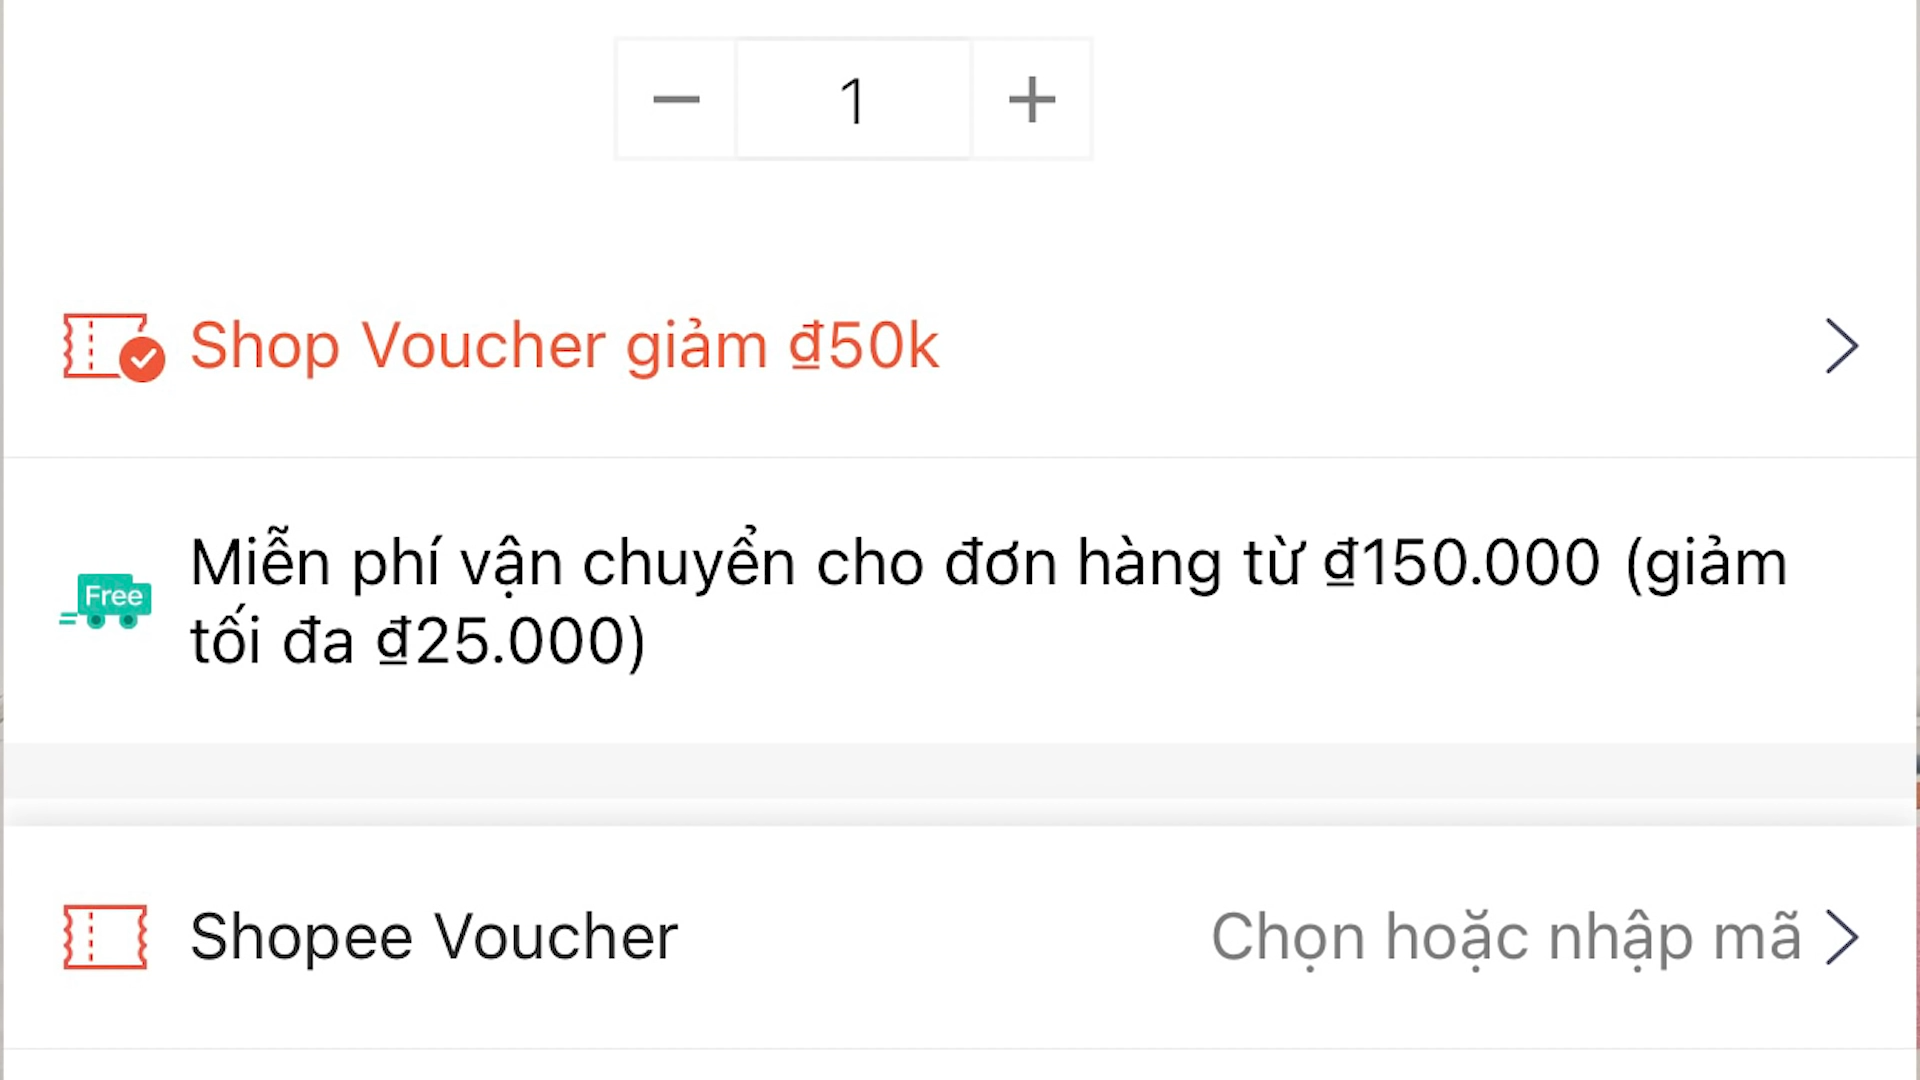 1
Shop Voucher giảm ₫50k
Free
Miễn phí vận chuyển cho đơn hàng từ ₫150.000 (giảm
tối đa ₫25.000)
Shopee Voucher Chọn hoặc nhập mã